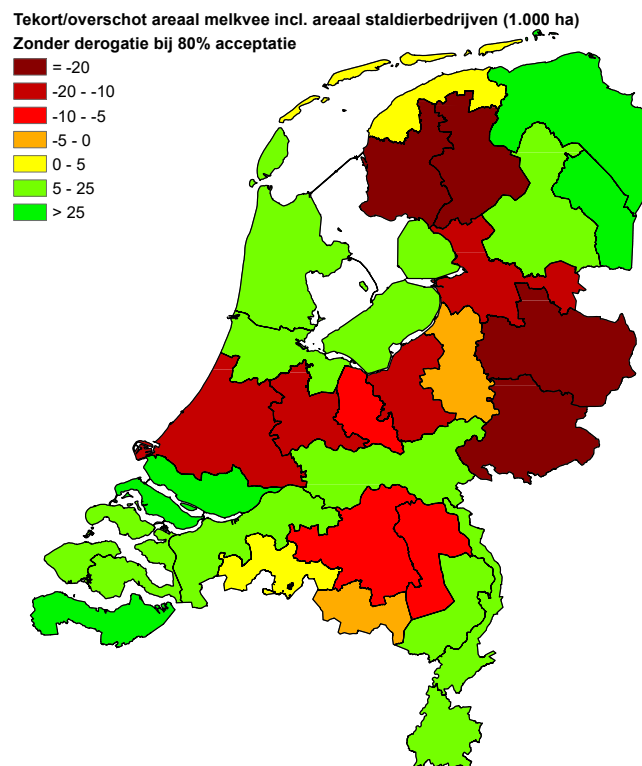 Tekort/overschot areaal melkvee incl. areaal staldierbedrijven (1.000 ha)
Zonder derogatie bij 80% acceptatie
= -20
-20 - -10
-10 - -5
-5 - 0
0 - 5
5 - 25
> 25